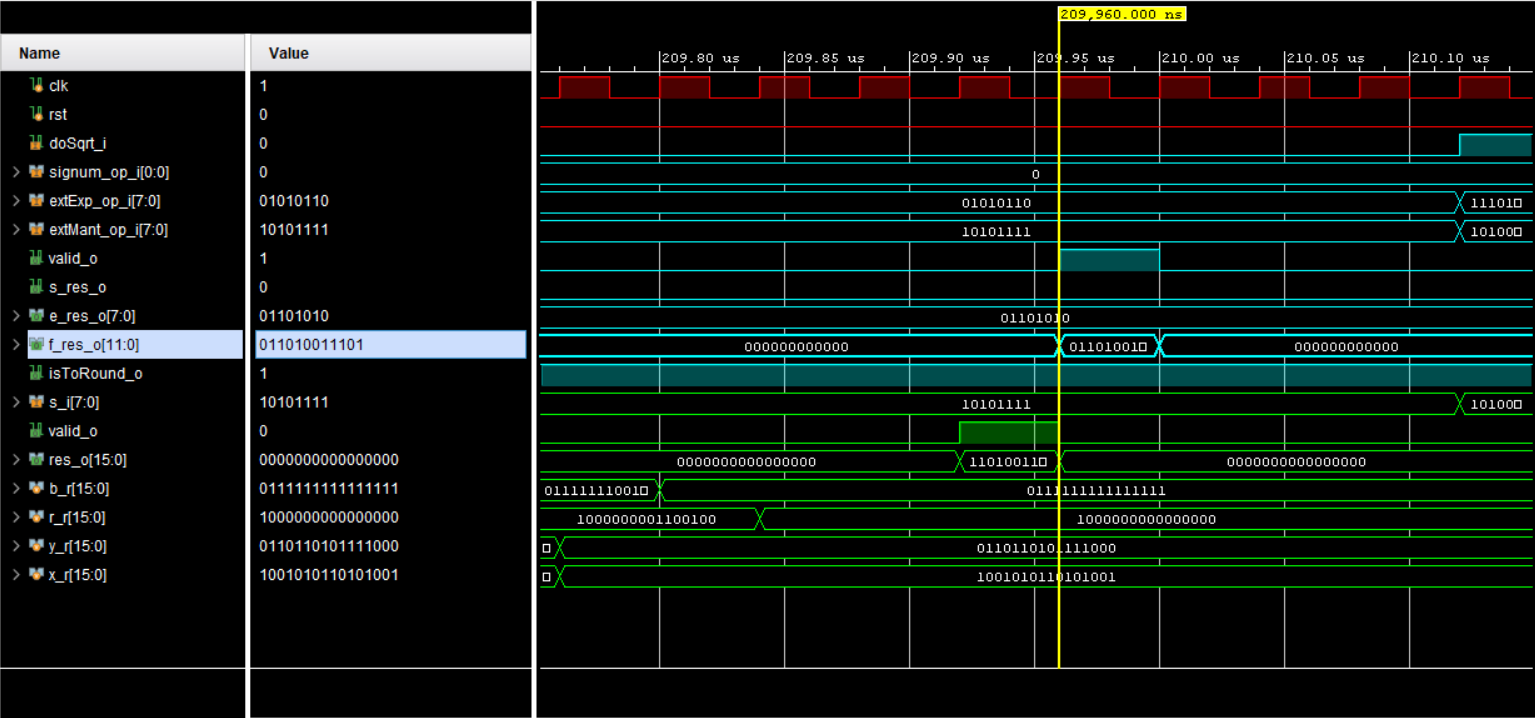 209,960.000 ns
Name Value 209.80 us 209.85 us 209.90 us 209.95 us 210.00 us 210.05 us 210.10 us
clk 1
rst 0
doSqrt_i 0
signum_op_i[0:0] 0 0
extExp_op_i[7:0] 01010110 01010110 11101
extMant_op_i[7:0] 10101111 10101111 10100
valid_o 1
s_res_o 0
e_res_o[7:0] 01101010 01101010
f_res_o[11:0] 011010011101 000000000000 01101001 000000000000
isToRound_o 1
s_i[7:0] 10101111 10101111 10100
valid_o 0
res_o[15:0] 0000000000000000 0000000000000000 11010011 0000000000000000
b_r[15:0] 0111111111111111 01111111001 0111111111111111
r_r[15:0] 1000000000000000 1000000001100100 1000000000000000
y_r[15:0] 0110110101111000 0110110101111000
x_r[15:0] 1001010110101001 1001010110101001